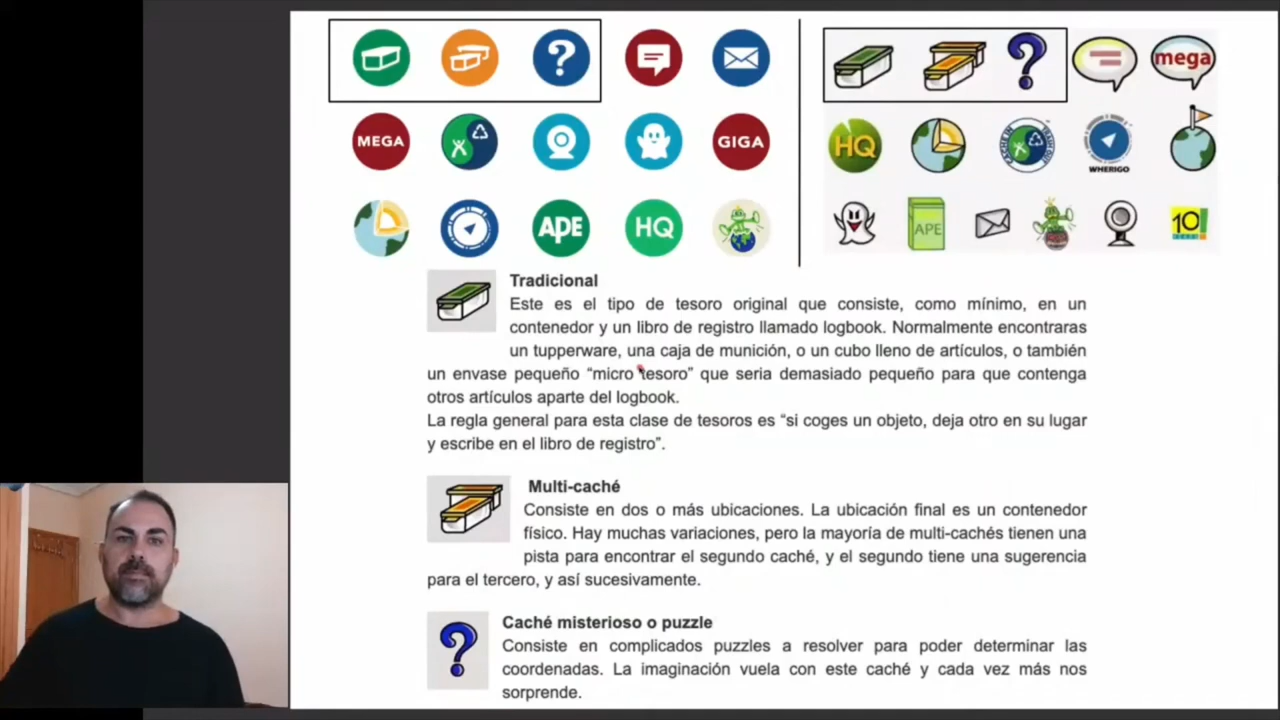 ?
MEGA
GIGA
APE
HQ
?
mega
HQ
WHERIGO
APE
10!
Tradicional
Este es el tipo de tesoro original que consiste, como mínimo, en un
contenedor y un libro de registro llamado logbook. Normalmente encontraras
un tupperware, una caja de munición, o un cubo lleno de artículos, o también
un envase pequeño “micro tesoro” que seria demasiado pequeño para que contenga
otros artículos aparte del logbook.
La regla general para esta clase de tesoros es “si coges un objeto, deja otro en su lugar
y escribe en el libro de registro”.
Multi-caché
Consiste en dos o más ubicaciones. La ubicación final es un contenedor
físico. Hay muchas variaciones, pero la mayoría de multi-cachés tienen una
pista para encontrar el segundo caché, y el segundo tiene una sugerencia
para el tercero, y así sucesivamente.
?
Caché misterioso o puzzle
Consiste en complicados puzzles a resolver para poder determinar las
coordenadas. La imaginación vuela con este caché y cada vez más nos
sorprende.